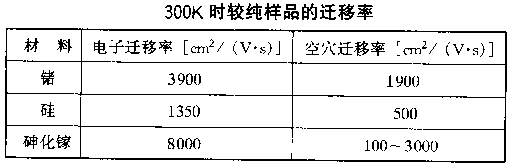 300K 时较纯样品的迁移率
材 料 电子迁移率 [cm²/ (V·s)] 空穴迁移率 [cm²/ (V·s)]
锗 3900 1900
硅 1350 500
砷化镓 8000 100~3000